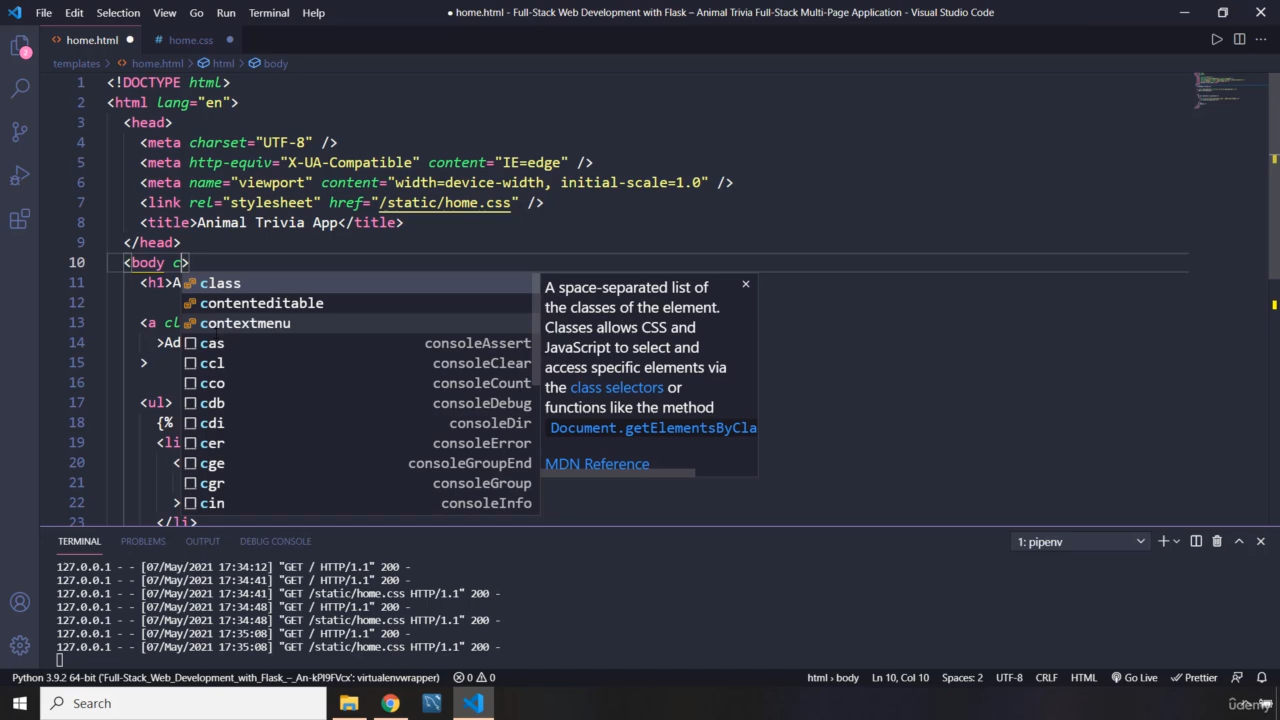 File Edit Selection View Go Run Terminal Help
● home.html - Full-Stack Web Development with Flask – Animal Trivia Full-Stack Multi-Page Application - Visual Studio Code
2
<> home.html ●
# home.css ●
templates > <> home.html > html > body
1 <!DOCTYPE html>
2 <html lang="en">
3 <head>
4 <meta charset="UTF-8" />
5 <meta http-equiv="X-UA-Compatible" content="IE=edge" />
6 <meta name="viewport" content="width=device-width, initial-scale=1.0" />
7 <link rel="stylesheet" href="/static/home.css" />
8 <title>Animal Trivia App</title>
9 </head>
10 <body c>
11 <h1>A
12
13 <a cl
14 >Ad
15 >
16
17 <ul>
18 {%
19 <li
20 <
21
22 >
23 </li>
class
contenteditable
contextmenu
cas consoleAssert
ccl consoleClear
cco consoleCount
cdb consoleDebug
cdi consoleDir
cer consoleError
cge consoleGroupEnd
cgr consoleGroup
cin consoleInfo
A space-separated list of
the classes of the element.
Classes allows CSS and
JavaScript to select and
access specific elements via
the class selectors or
functions like the method
Document.getElementsByCla
MDN Reference
TERMINAL PROBLEMS OUTPUT DEBUG CONSOLE
1: pipenv
127.0.0.1 - - [07/May/2021 17:34:12] "GET / HTTP/1.1" 200 -
127.0.0.1 - - [07/May/2021 17:34:41] "GET / HTTP/1.1" 200 -
127.0.0.1 - - [07/May/2021 17:34:41] "GET /static/home.css HTTP/1.1" 200 -
127.0.0.1 - - [07/May/2021 17:34:48] "GET / HTTP/1.1" 200 -
127.0.0.1 - - [07/May/2021 17:34:48] "GET /static/home.css HTTP/1.1" 200 -
127.0.0.1 - - [07/May/2021 17:35:08] "GET / HTTP/1.1" 200 -
127.0.0.1 - - [07/May/2021 17:35:08] "GET /static/home.css HTTP/1.1" 200 -
Python 3.9.2 64-bit ('Full-Stack_Web_Development_with_Flask_–_An-kPI9FVcx': virtualenvwrapper) 0 0
html › body Ln 10, Col 10 Spaces: 2 UTF-8 CRLF HTML Go Live Prettier
Search
udemy